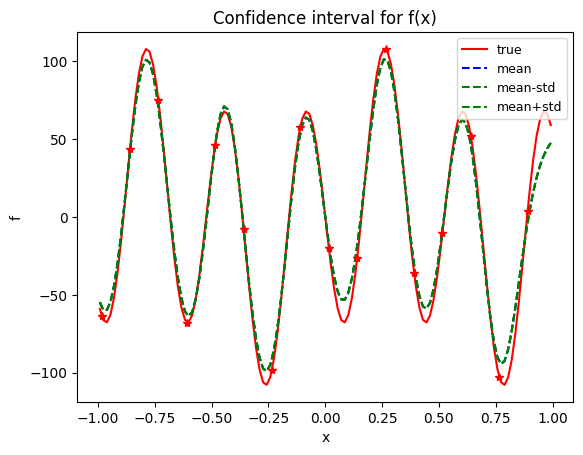 Confidence interval for f(x)
true
mean
mean-std
mean+std
f
100
50
0
−50
−100
−1.00
−0.75
−0.50
−0.25
0.00
0.25
0.50
0.75
1.00
x